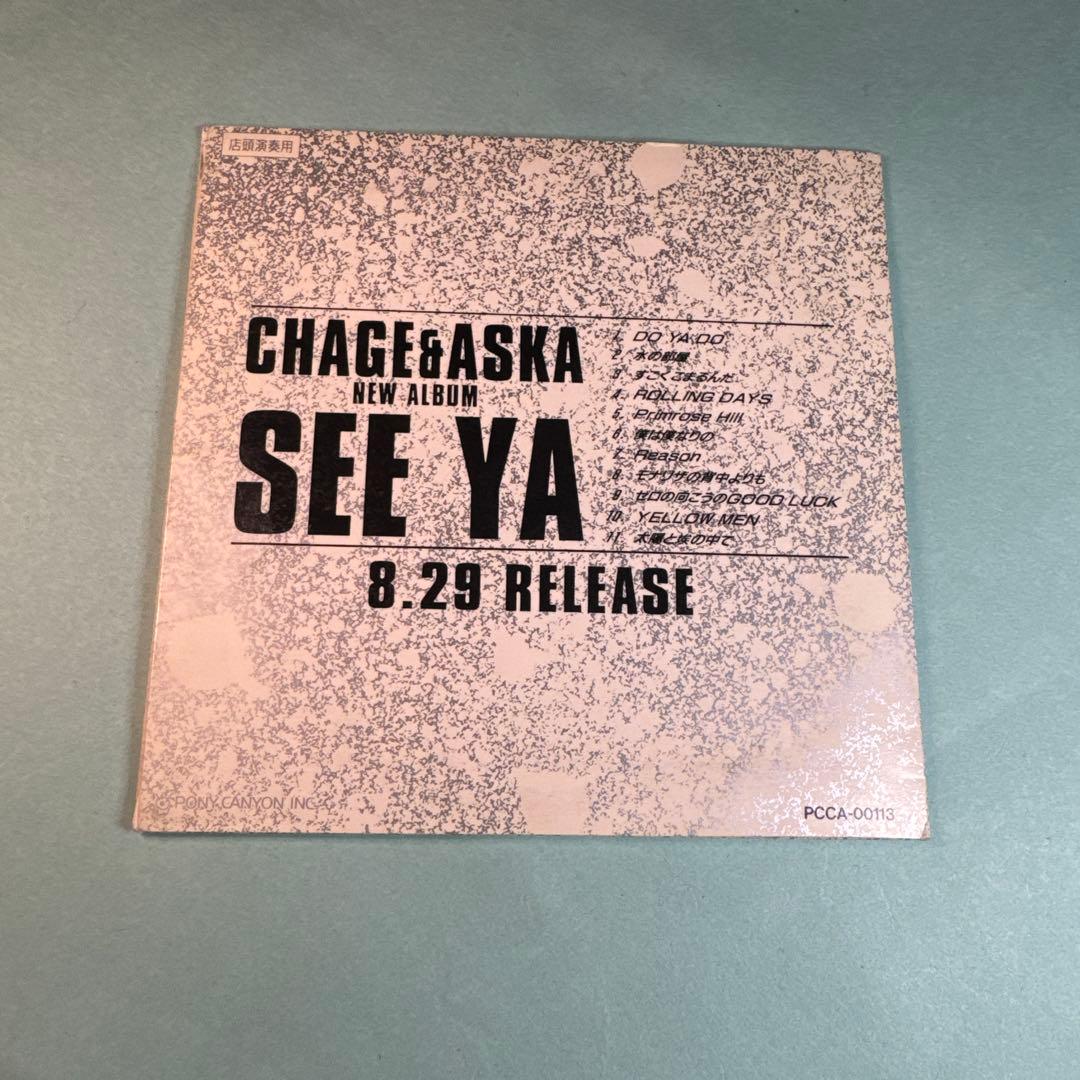 店頭演奏用
CHAGE&ASKA
NEW ALBUM
SEE YA
1 DO YA DO
2 水の部屋
3 すごくこまるんだ
4 ROLLING DAYS
5 Primrose Hill
6 僕は僕なりの
7 Reason
8 モナリザの背中よりも
9 ゼロの向こうのGOOD LUCK
10 YELLOW MEN
11 太陽と埃の中で
8.29 RELEASE
PONY CANYON INC.
PCCA-00113